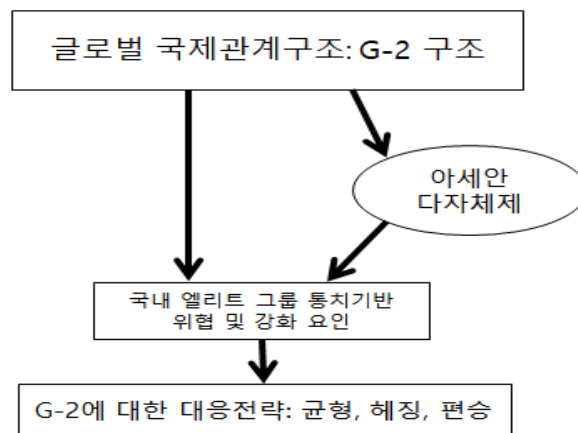 글로벌 국제관계구조: G-2 구조
아세안
다자체제
국내 엘리트 그룹 통치기반
위협 및 강화 요인
G-2에 대한 대응전략: 균형, 헤징, 편승